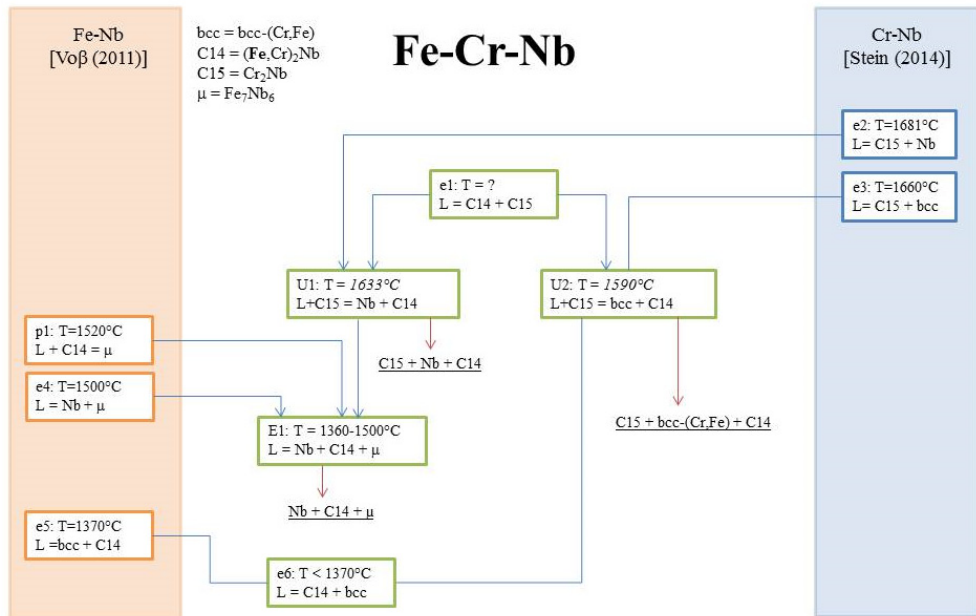 Fe-Nb
[Voβ (2011)]
bcc = bcc-(Cr,Fe)
C14 = (Fe,Cr)₂Nb
C15 = Cr₂Nb
μ = Fe₇Nb₆
Fe-Cr-Nb
Cr-Nb
[Stein (2014)]
e2: T=1681°C
L= C15 + Nb
e1: T = ?
L = C14 + C15
e3: T=1660°C
L= C15 + bcc
U1: T = 1633°C
L+C15 = Nb + C14
U2: T = 1590°C
L+C15 = bcc + C14
p1: T=1520°C
L + C14 = μ
C15 + Nb + C14
e4: T=1500°C
L = Nb + μ
C15 + bcc-(Cr,Fe) + C14
E1: T = 1360-1500°C
L = Nb + C14 + μ
Nb + C14 + μ
e5: T=1370°C
L =bcc + C14
e6: T < 1370°C
L = C14 + bcc